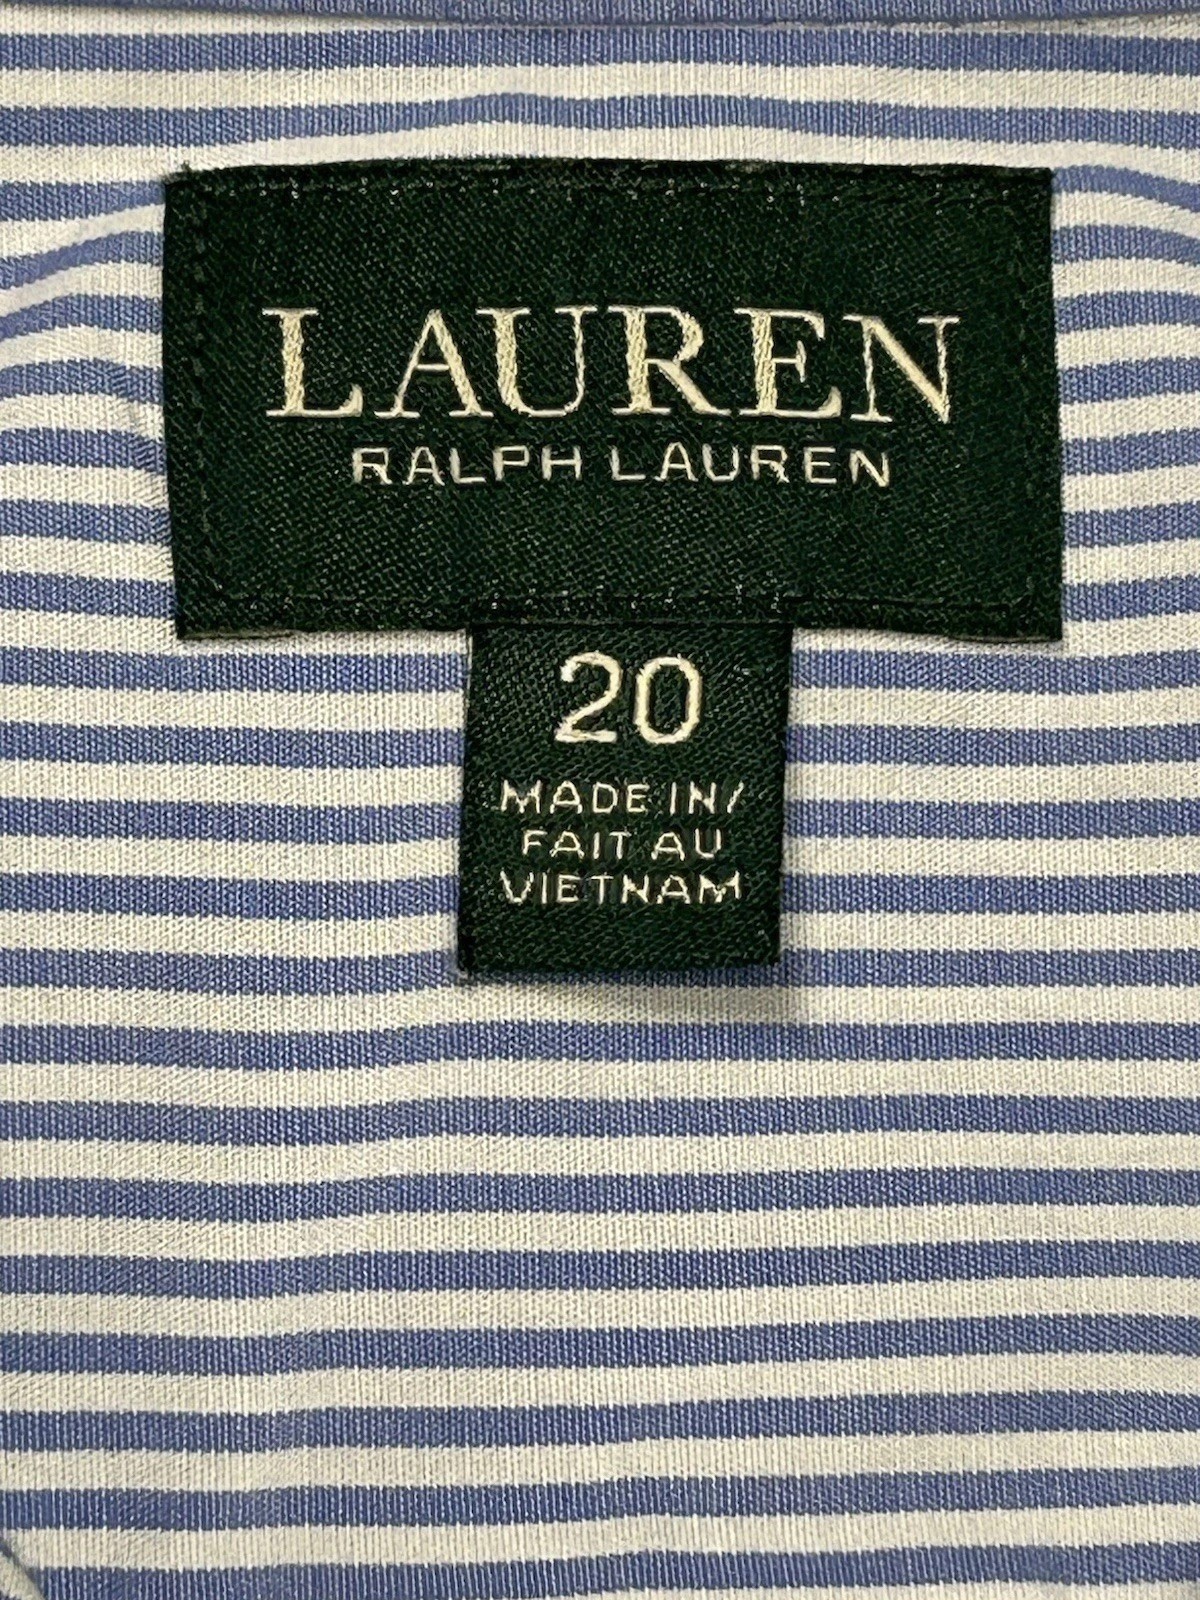 LAUREN
RALPH LAUREN
20
MADE IN/
FAIT AU
VIETNAM